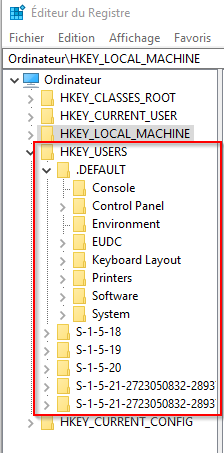 Éditeur du Registre
Fichier Edition Affichage Favoris
Ordinateur\HKEY_LOCAL_MACHINE
Ordinateur
HKEY_CLASSES_ROOT
HKEY_CURRENT_USER
HKEY_LOCAL_MACHINE
HKEY_USERS
.DEFAULT
Console
Control Panel
Environment
EUDC
Keyboard Layout
Printers
Software
System
S-1-5-18
S-1-5-19
S-1-5-20
S-1-5-21-2723050832-2893
S-1-5-21-2723050832-2893
HKEY_CURRENT_CONFIG